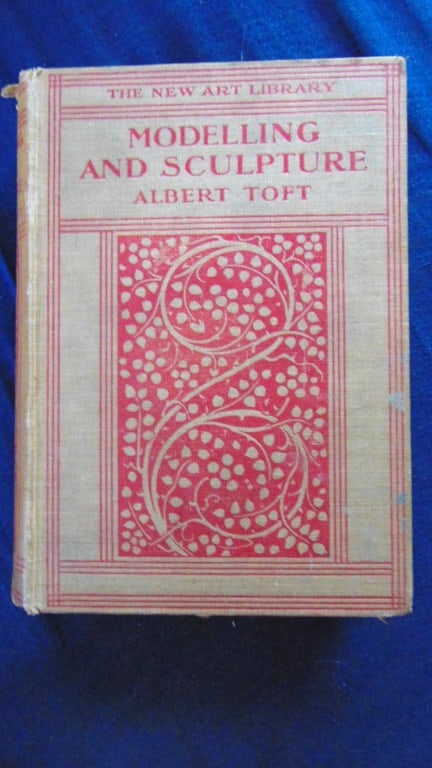 THE NEW ART LIBRARY
MODELLING
AND SCULPTURE
ALBERT TOFT